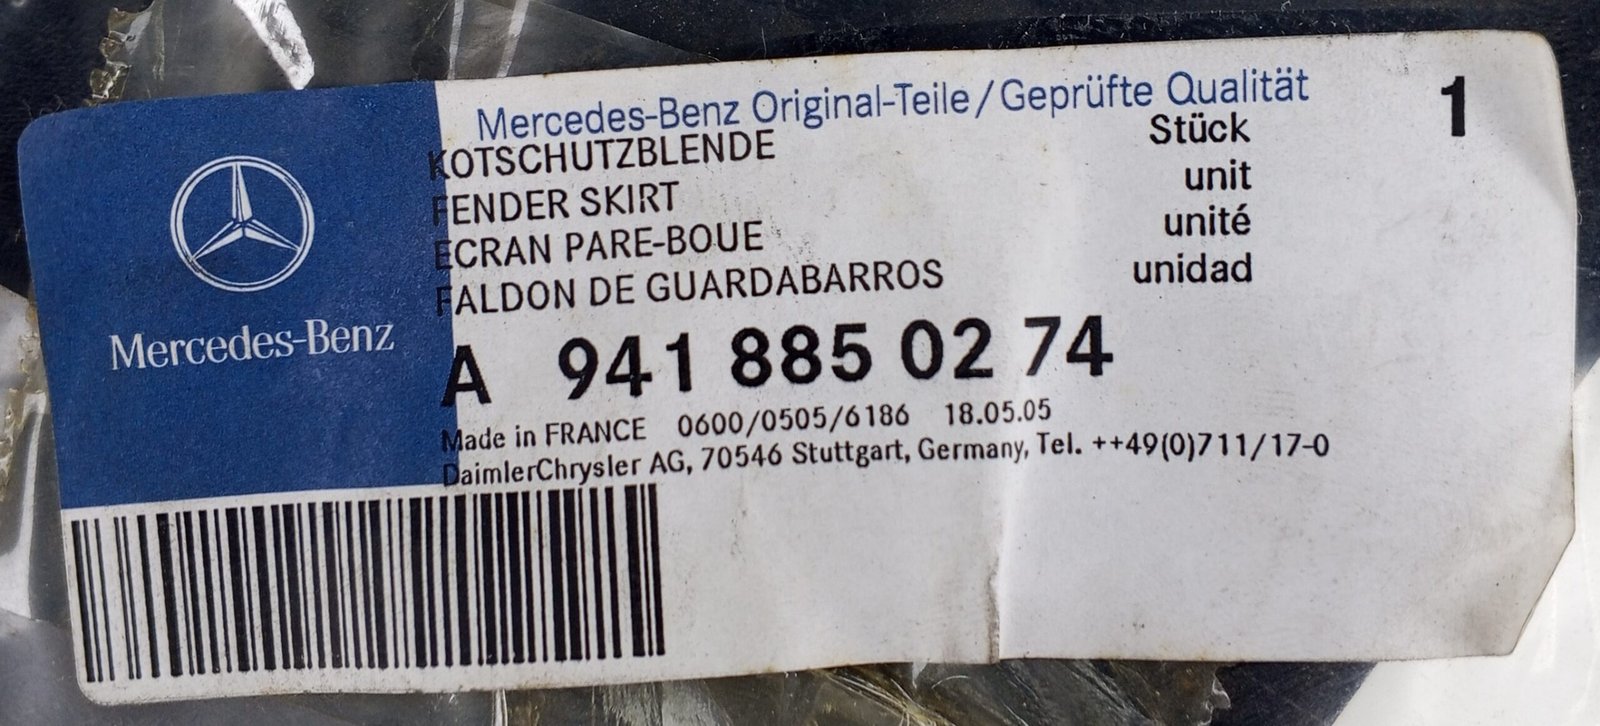 Mercedes-Benz Original-Teile/Geprüfte Qualität
KOTSCHUTZBLENDE Stück 1
FENDER SKIRT unit
ECRAN PARE-BOUE unité
FALDON DE GUARDABARROS unidad
Mercedes-Benz
A 941 885 02 74
Made in FRANCE 0600/0505/6186 18.05.05
DaimlerChrysler AG, 70546 Stuttgart, Germany, Tel. ++49(0)711/17-0